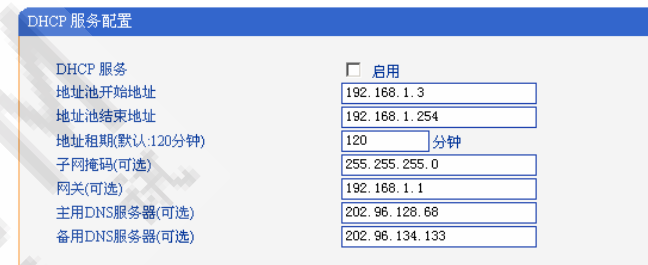 DHCP 服务配置
DHCP 服务 启用
地址池开始地址 192.168.1.3
地址池结束地址 192.168.1.254
地址租期(默认:120分钟) 120 分钟
子网掩码(可选) 255.255.255.0
网关(可选) 192.168.1.1
主用DNS服务器(可选) 202.96.128.68
备用DNS服务器(可选) 202.96.134.133